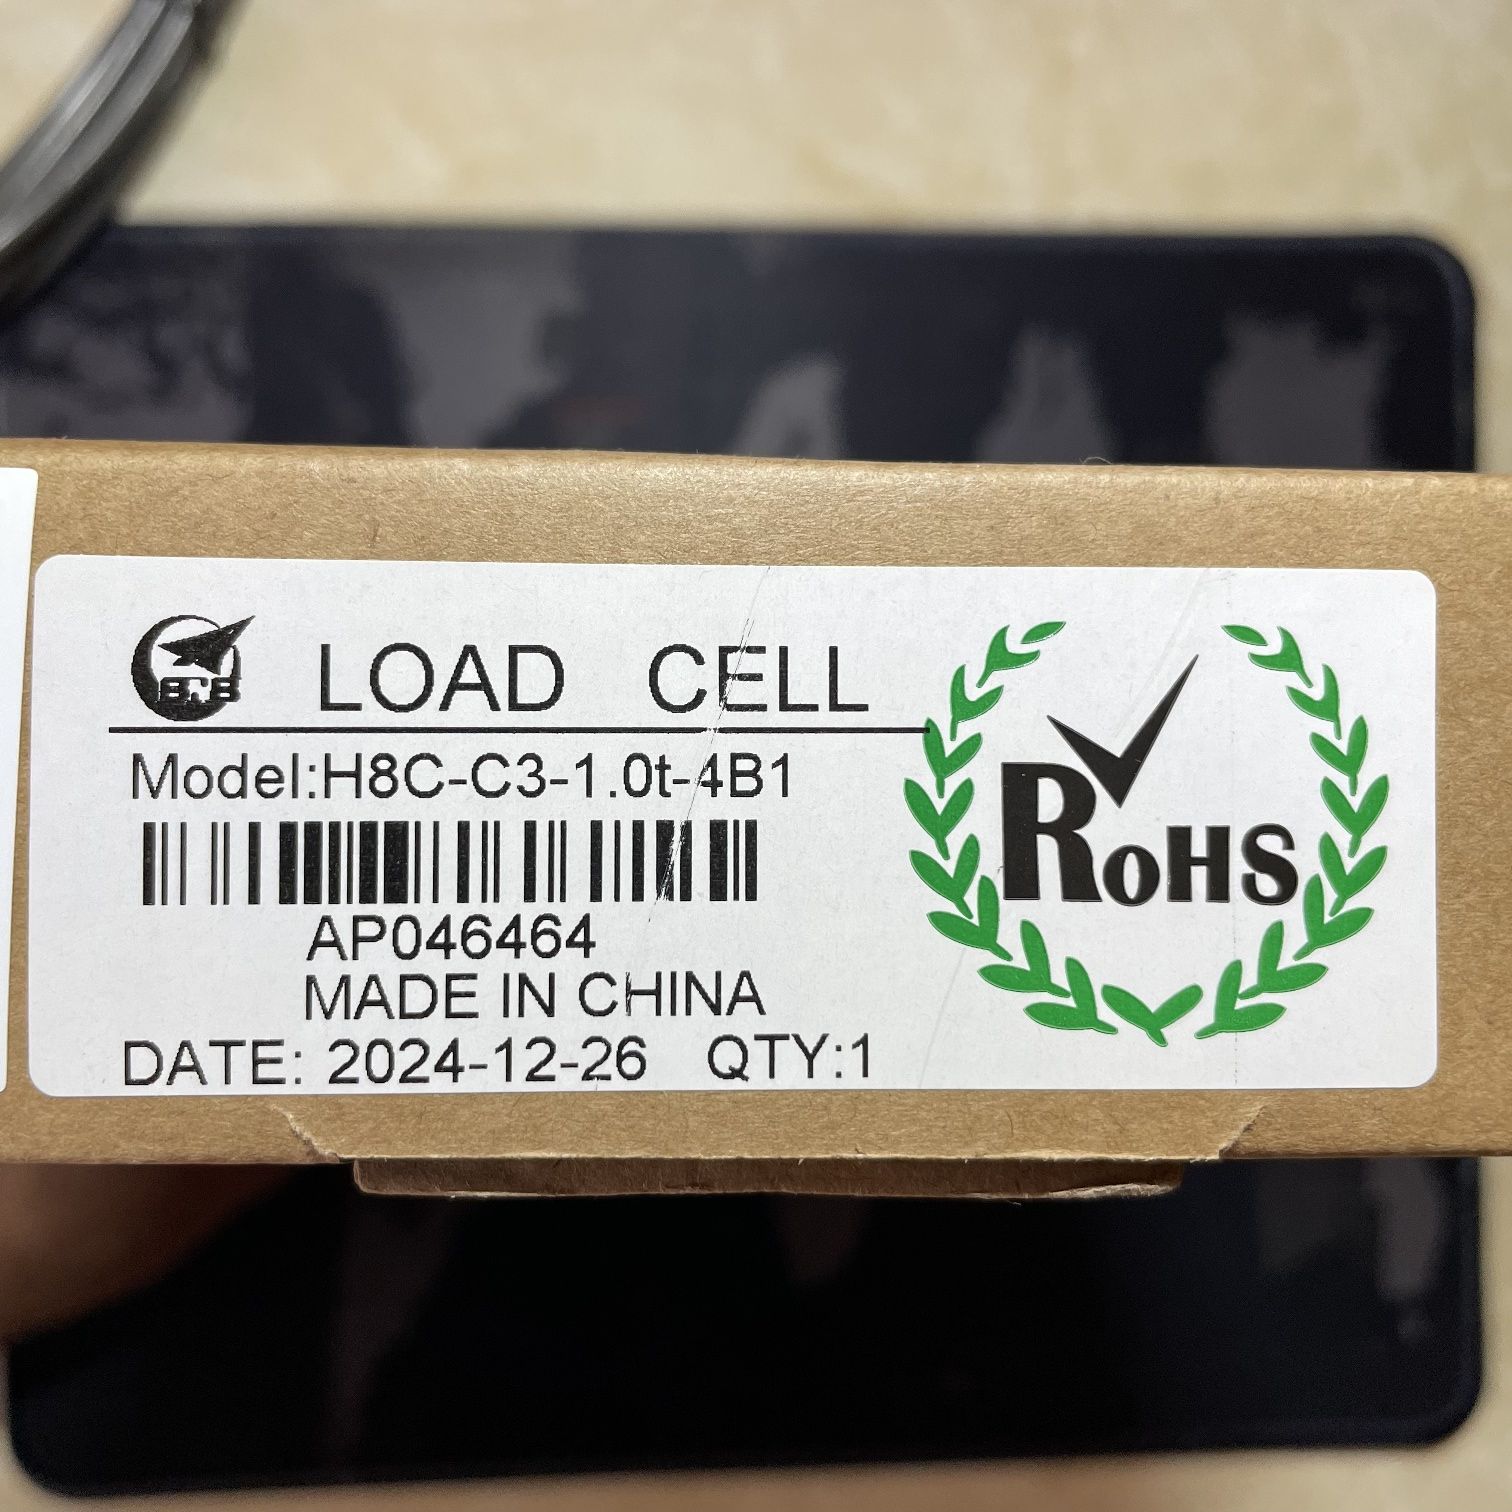 LOAD CELL
Model:H8C-C3-1.0t-4B1
AP046464
MADE IN CHINA
DATE: 2024-12-26 QTY:1
RoHS